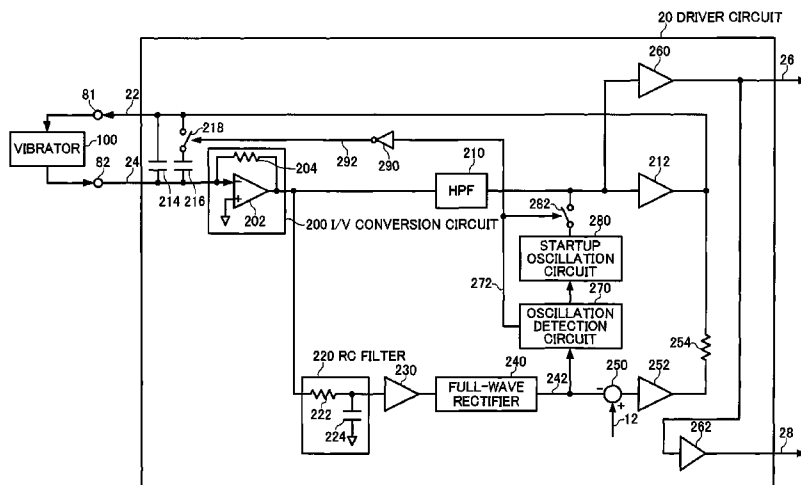 20 DRIVER CIRCUIT
260
26
81
22
218
100
VIBRATOR
292
290
210
HPF
212
82
24
204
214
216
202
200 I/V CONVERSION CIRCUIT
282
280
STARTUP
OSCILLATION
CIRCUIT
272
270
OSCILLATION
DETECTION
CIRCUIT
254
220 RC FILTER
230
240
FULL-WAVE
RECTIFIER
242
250
252
222
224
12
262
28
- +
- +